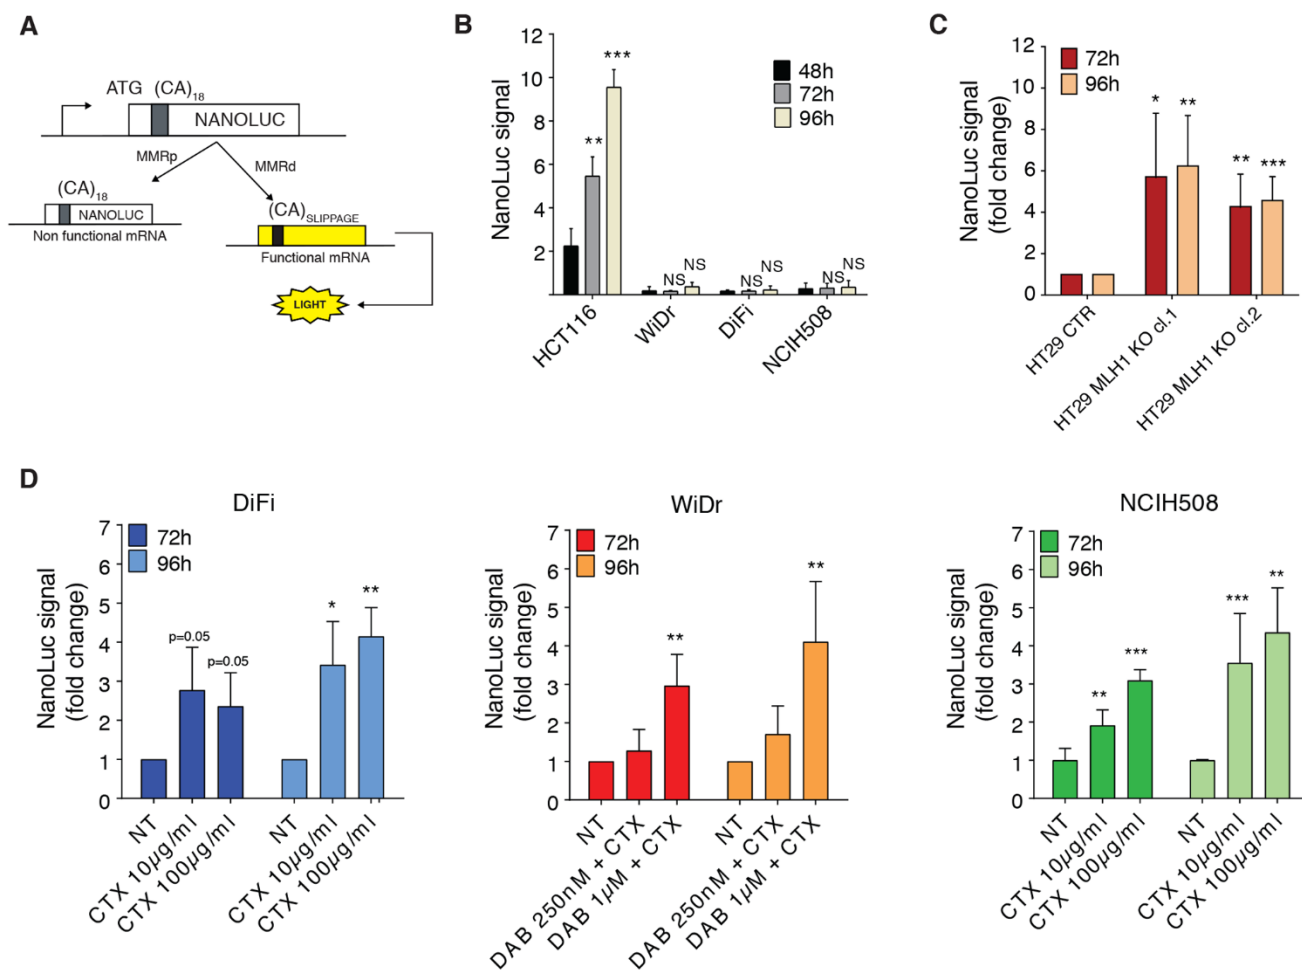 A
ATG (CA)18
NANOLUC
MMRp
MMRd
(CA)18
NANOLUC
Non functional mRNA
(CA)SLIPPAGE
Functional mRNA
LIGHT
B
NanoLuc signal
12
10
8
6
4
2
**
***
NS
NS
NS
NS
NS
NS
48h
72h
96h
HCT116
WiDr
DiFi
NCIH508
C
NanoLuc signal
(fold change)
12
10
8
6
4
2
0
72h
96h
*
**
**
***
HT29 CTR
HT29 MLH1 KO cl.1
HT29 MLH1 KO cl.2
D
DiFi
NanoLuc signal
(fold change)
7
6
5
4
3
2
1
0
72h
96h
p=0.05
p=0.05
*
**
NT
CTX 10µg/ml
CTX 100µg/ml
NT
CTX 10µg/ml
CTX 100µg/ml
WiDr
NanoLuc signal
(fold change)
7
6
5
4
3
2
1
0
72h
96h
**
**
NT
DAB 250nM + CTX
DAB 1µM + CTX
NT
DAB 250nM + CTX
DAB 1µM + CTX
NCIH508
NanoLuc signal
(fold change)
7
6
5
4
3
2
1
0
72h
96h
**
***
***
**
NT
CTX 10µg/ml
CTX 100µg/ml
NT
CTX 10µg/ml
CTX 100µg/ml